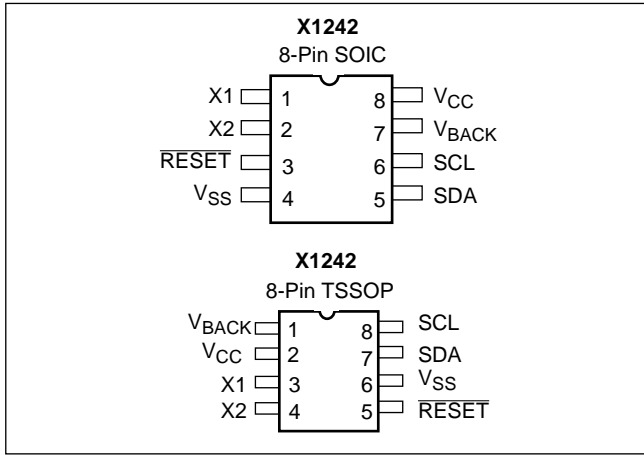 X1242
8-Pin SOIC
X1 1 8 VCC
X2 2 7 VBACK
RESET 3 6 SCL
VSS 4 5 SDA
X1242
8-Pin TSSOP
VBACK 1 8 SCL
VCC 2 7 SDA
X1 3 6 VSS
X2 4 5 RESET